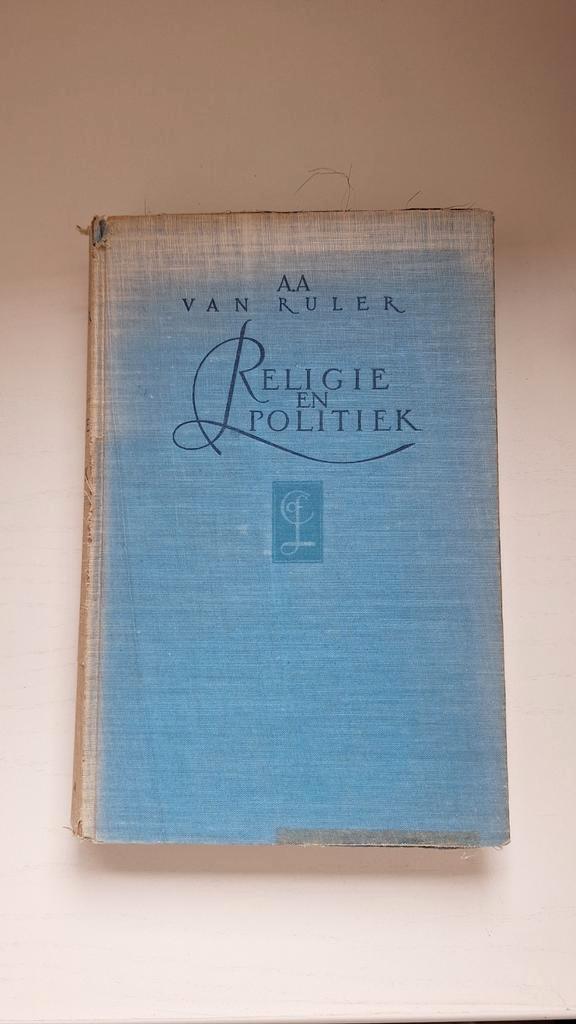 A.A
VAN RULER
RELIGIE
EN
POLITIEK